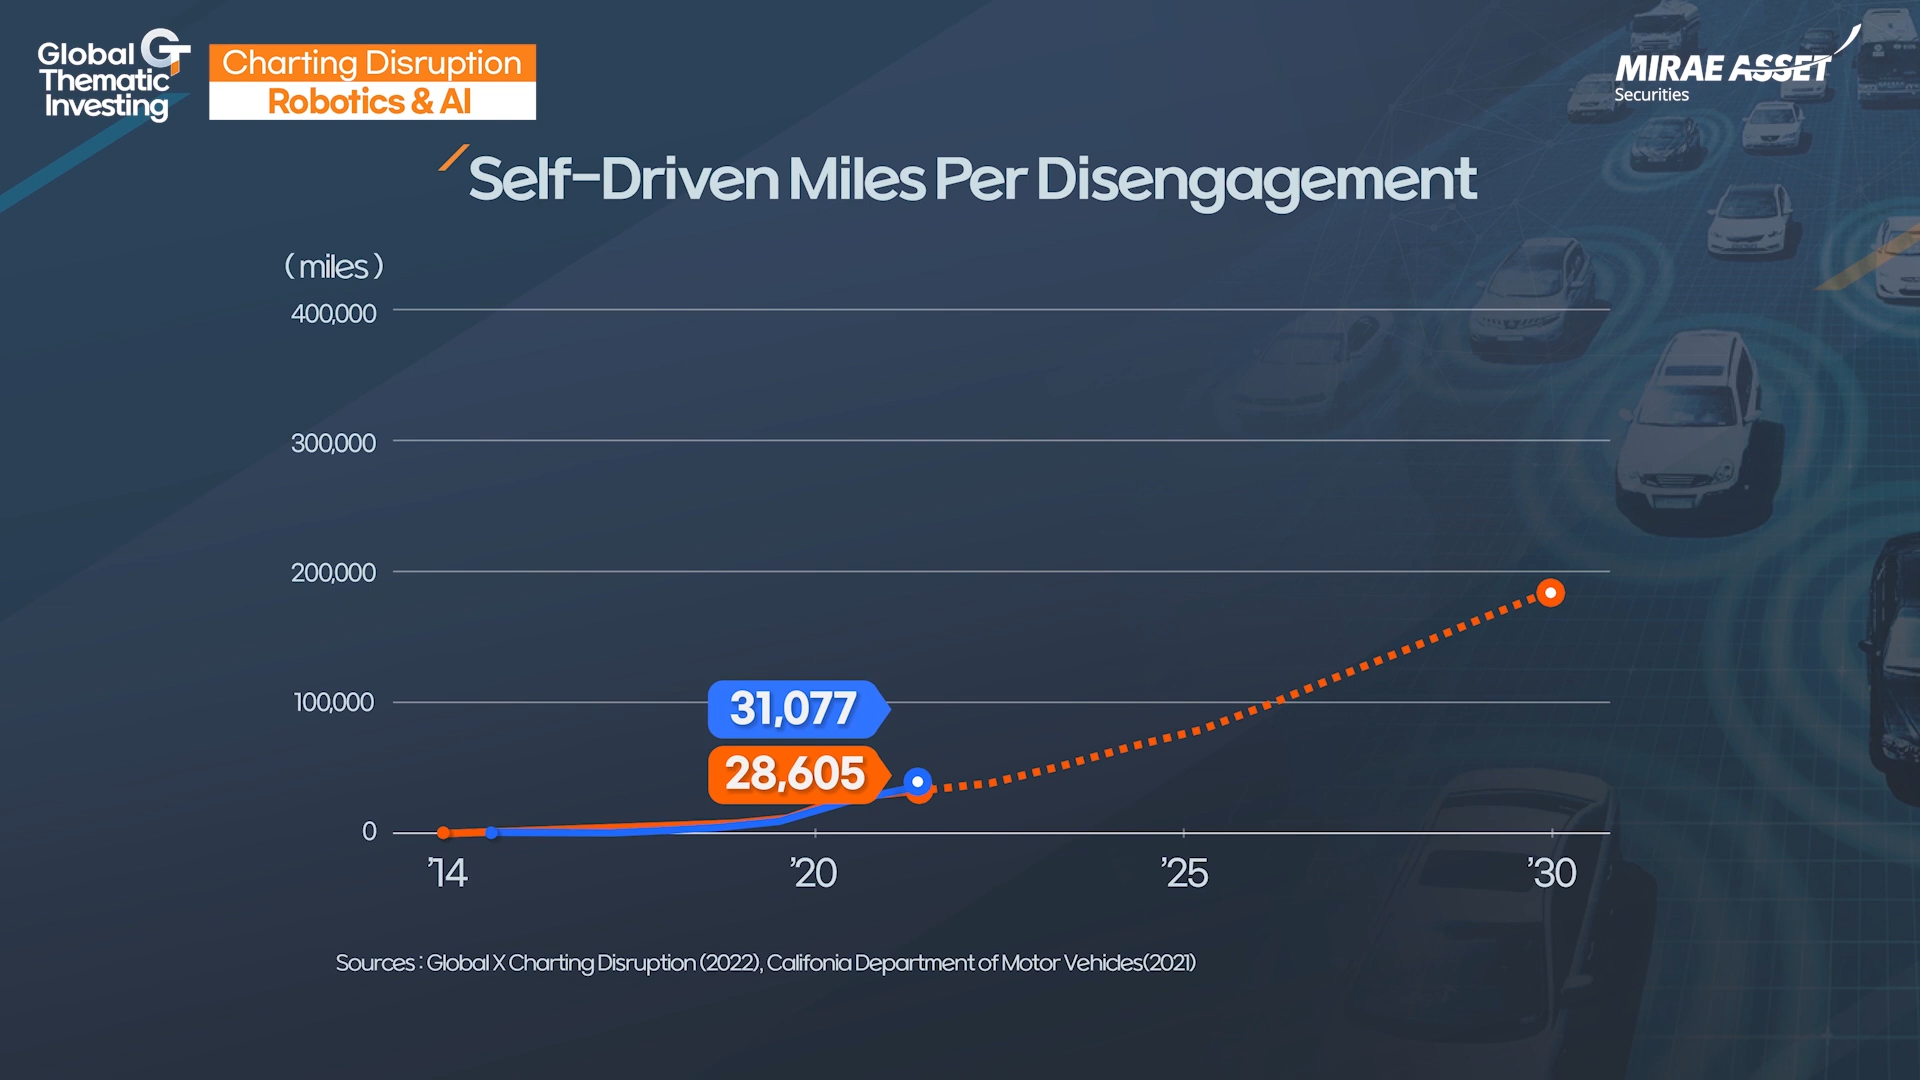 Global
Thematic
Investing
GT
Charting Disruption
Robotics & AI
MIRAE ASSET
Securities
Self-Driven Miles Per Disengagement
(miles)
400,000
300,000
200,000
100,000
0
31,077
28,605
’14
’20
’25
’30
Sources : Global X Charting Disruption (2022), Califonia Department of Motor Vehicles(2021)